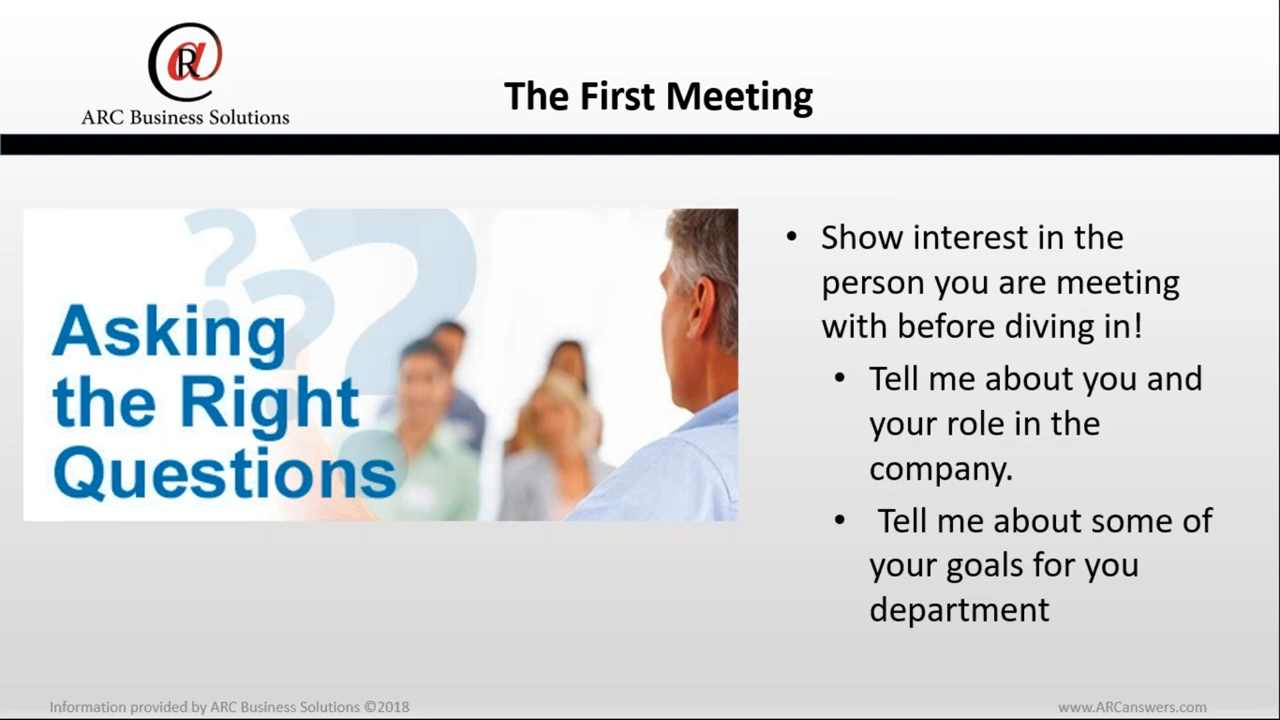 ARC Business Solutions
The First Meeting
? ? ?
Asking
the Right
Questions
• Show interest in the
person you are meeting
with before diving in!
• Tell me about you and
your role in the
company.
• Tell me about some of
your goals for you
department
Information provided by ARC Business Solutions ©2018
www.ARCanswers.com